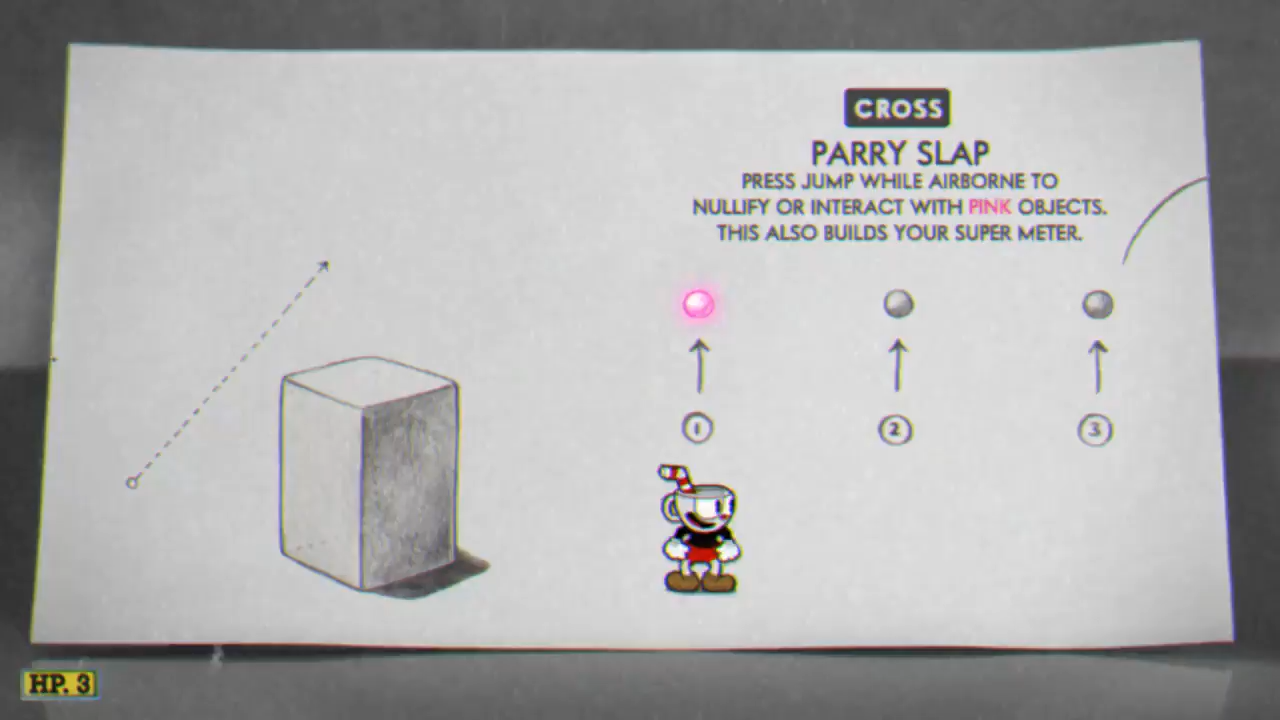 CROSS
PARRY SLAP
PRESS JUMP WHILE AIRBORNE TO
NULLIFY OR INTERACT WITH PINK OBJECTS.
THIS ALSO BUILDS YOUR SUPER METER.
1 2 3
HP. 3